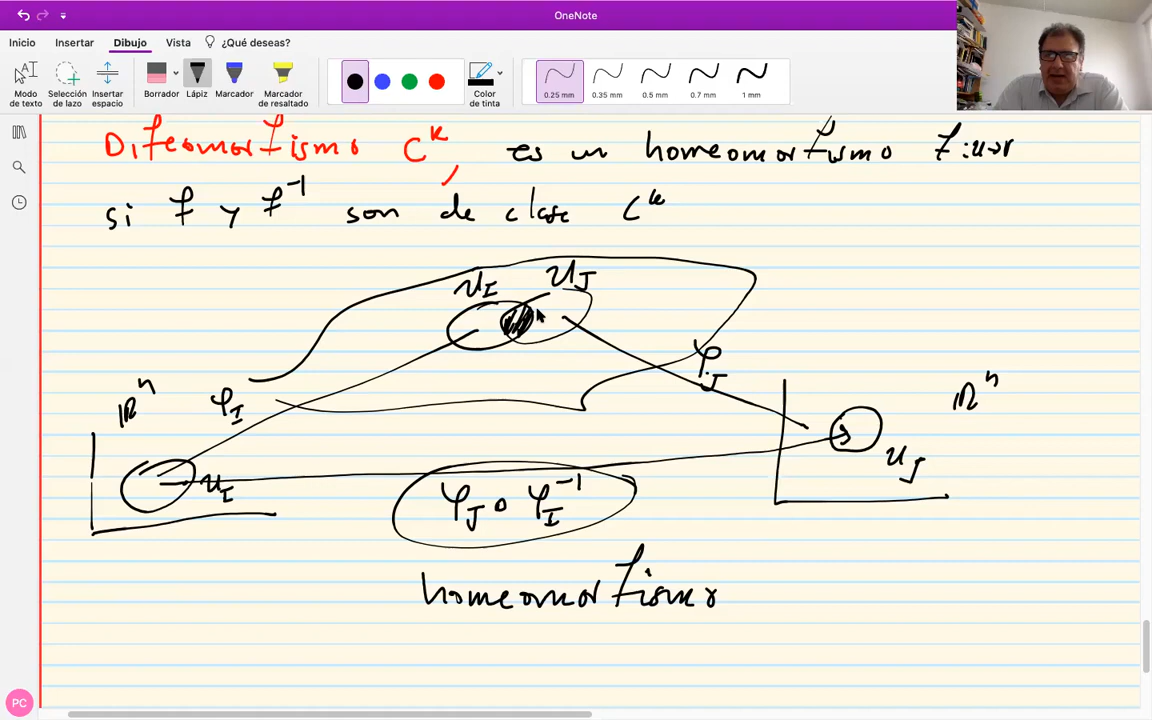 OneNote
Inicio Insertar Dibujo Vista ¿Qué deseas?
Modo de texto Selección de lazo Insertar espacio Borrador Lápiz Marcador Marcador de resaltado Color de tinta 0.25 mm 0.35 mm 0.5 mm 0.7 mm 1 mm
Difeomorfismo C^k, es un homeomorfismo f:U→V
si f y f^-1 son de clase C^k
U_I U_J
φ_J
ℝ^n φ_I ℝ^n
U_I U_J
φ_J ∘ φ_I^-1
homeomorfismo
PC